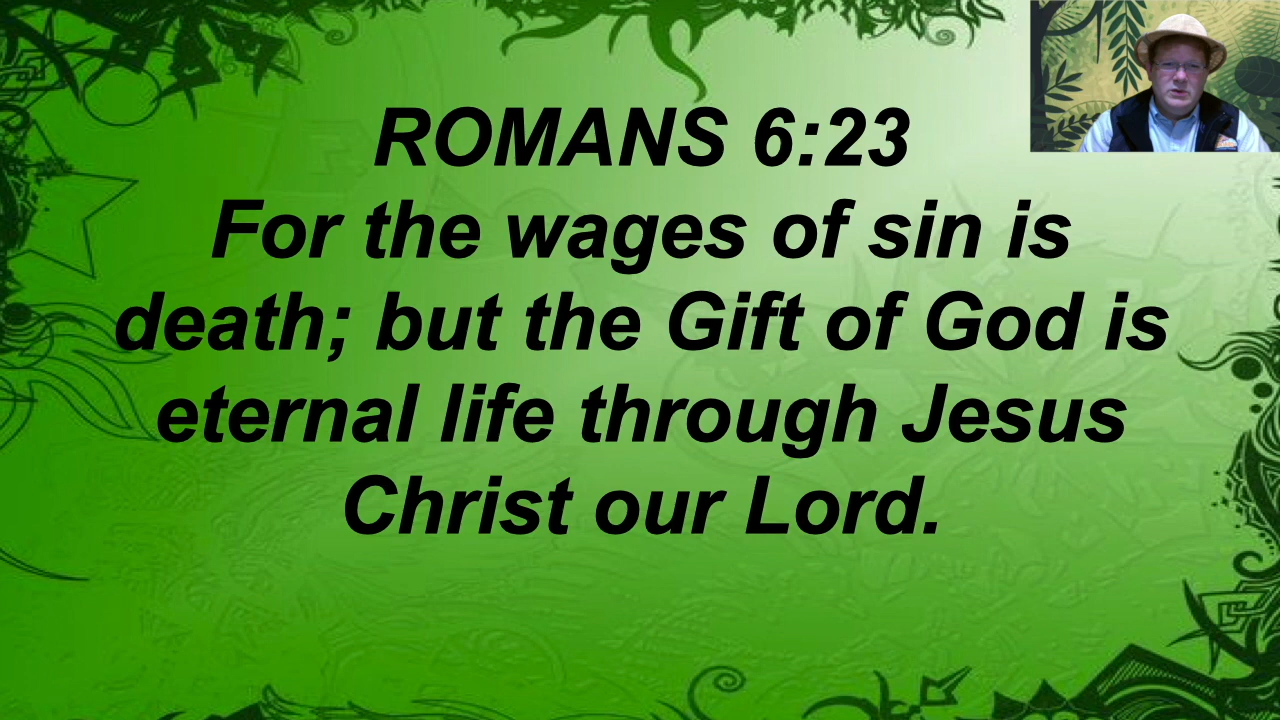 ROMANS 6:23
For the wages of sin is
death; but the Gift of God is
eternal life through Jesus
Christ our Lord.